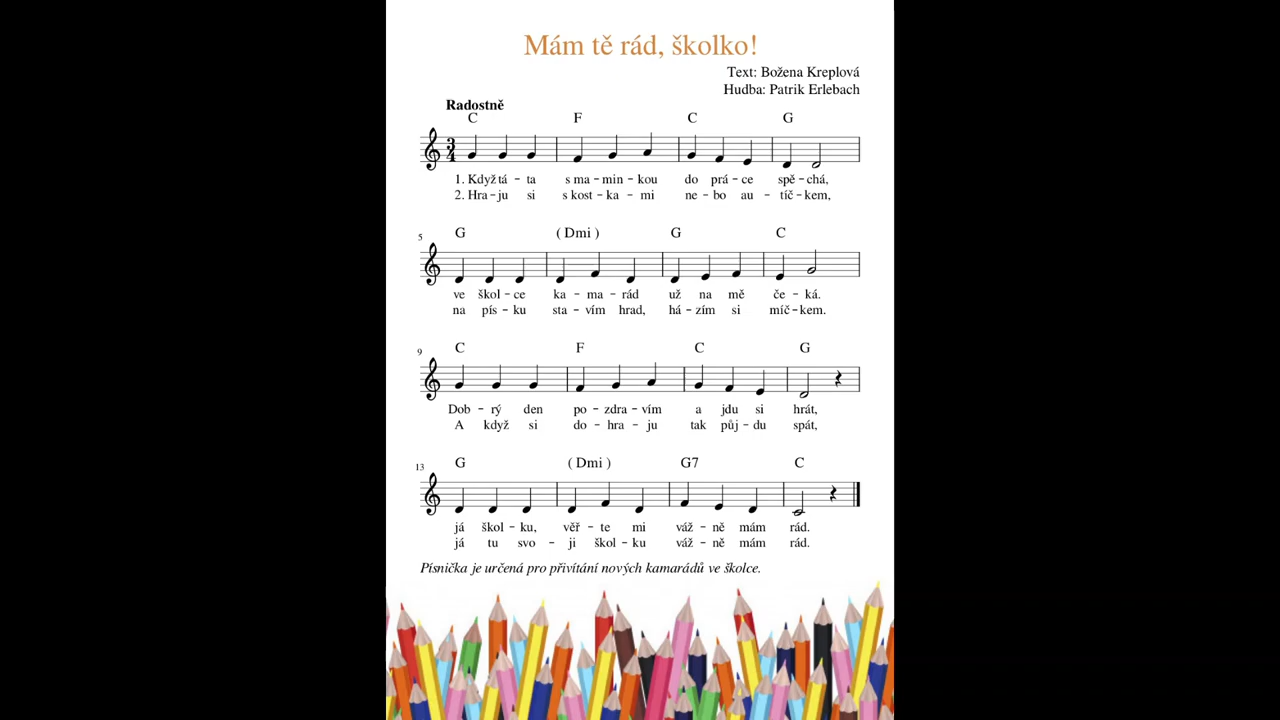 Mám tě rád, školko!
Text: Božena Kreplová
Hudba: Patrik Erlebach
Radostně
C F C G
3
4
1. Když tá – ta s ma – min – kou do prá – ce spě – chá,
2. Hra – ju si s kost – ka – mi ne – bo au – tíč – kem,
5
G ( Dmi ) G C
ve škol – ce ka – ma – rád už na mě če – ká.
na pís – ku sta – vím hrad, há – zím si míč – kem.
9
C F C G
Dob – rý den po – zdra – vím a jdu si hrát,
A když si do – hra – ju tak půj – du spát,
13
G ( Dmi ) G7 C
já škol – ku, věř – te mi váž – ně mám rád.
já tu svo – ji škol – ku váž – ně mám rád.
Písnička je určená pro přivítání nových kamarádů ve školce.